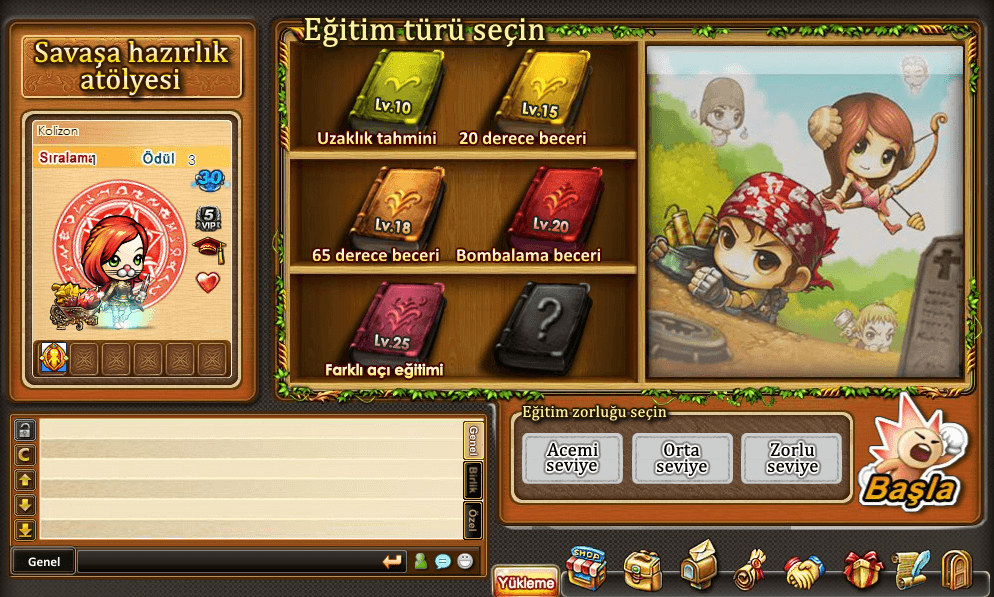 Savaşa hazırlık
atölyesi
Kolizon
Sıralama 1 Ödül 3
30
5
VIP
Eğitim türü seçin
Lv.10 Lv.15
Uzaklık tahmini 20 derece beceri
Lv.18 Lv.20
65 derece beceri Bombalama beceri
Lv.25 ?
Farklı açı eğitimi
Eğitim zorluğu seçin
Acemi
seviye
Orta
seviye
Zorlu
seviye
Başla
Genel
Birlik
Özel
C
Genel
Yükleme
SHOP